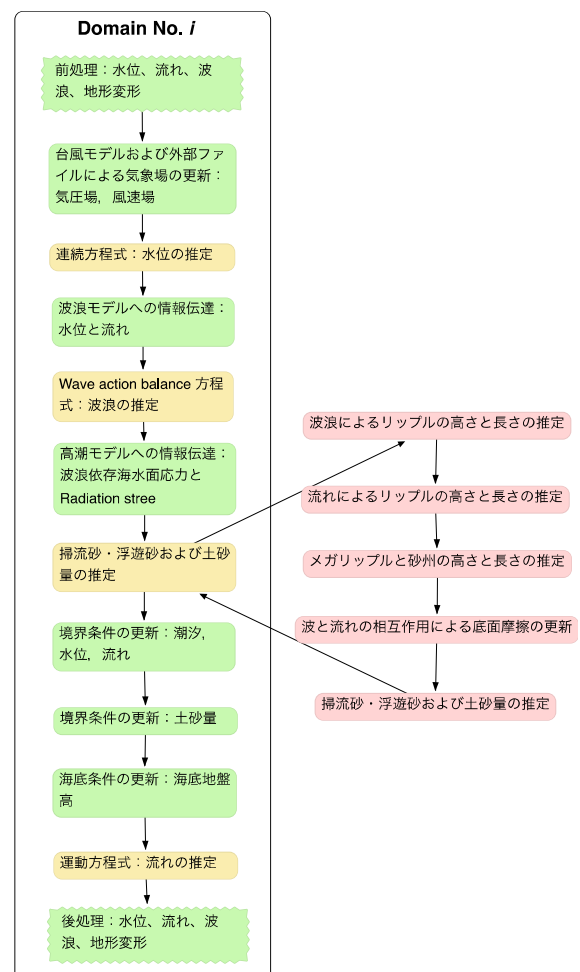 Domain No. i
前処理：水位、流れ、波
浪、地形変形
台風モデルおよび外部ファ
イルによる気象場の更新：
気圧場，風速場
連続方程式：水位の推定
波浪モデルへの情報伝達：
水位と流れ
Wave action balance 方程
式：波浪の推定
高潮モデルへの情報伝達：
波浪依存海水面応力と
Radiation stree
掃流砂・浮遊砂および土砂
量の推定
境界条件の更新：潮汐，
水位，流れ
境界条件の更新：土砂量
海底条件の更新：海底地盤
高
運動方程式：流れの推定
後処理：水位、流れ、波
浪、地形変形
波浪によるリップルの高さと長さの推定
流れによるリップルの高さと長さの推定
メガリップルと砂州の高さと長さの推定
波と流れの相互作用による底面摩擦の更新
掃流砂・浮遊砂および土砂量の推定